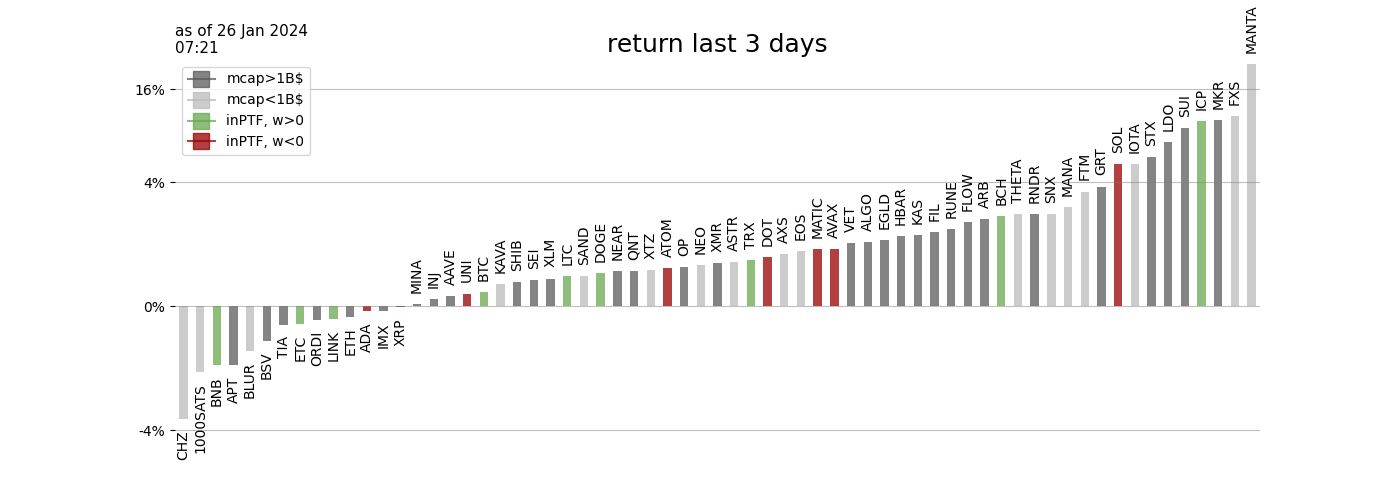 as of 26 Jan 2024
07:21
return last 3 days
mcap>1B$
mcap<1B$
inPTF, w>0
inPTF, w<0
16%
4%
0%
-4%
CHZ
1000SATS
BNB
APT
BLUR
BSV
TIA
ETC
ORDI
LINK
ETH
ADA
IMX
XRP
MINA
INJ
AAVE
UNI
BTC
KAVA
SHIB
SEI
XLM
LTC
SAND
DOGE
NEAR
QNT
XTZ
ATOM
OP
NEO
XMR
ASTR
TRX
DOT
AXS
EOS
MATIC
AVAX
VET
ALGO
EGLD
HBAR
KAS
FIL
RUNE
FLOW
ARB
BCH
THETA
RNDR
SNX
MANA
FTM
GRT
SOL
IOTA
STX
LDO
SUI
ICP
MKR
FXS
MANTA